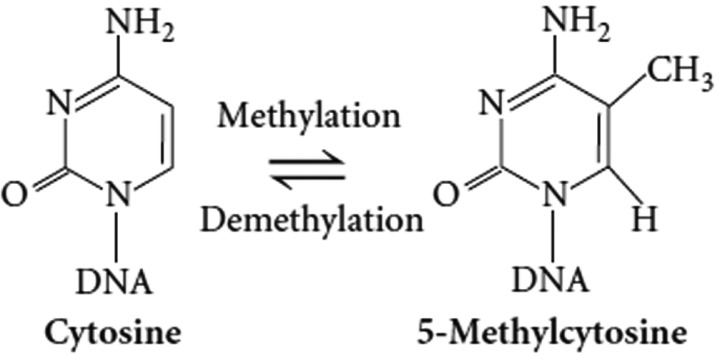 NH₂
N
O
N
DNA
Cytosine
Methylation
Demethylation
NH₂
CH₃
N
O
N
H
DNA
5-Methylcytosine